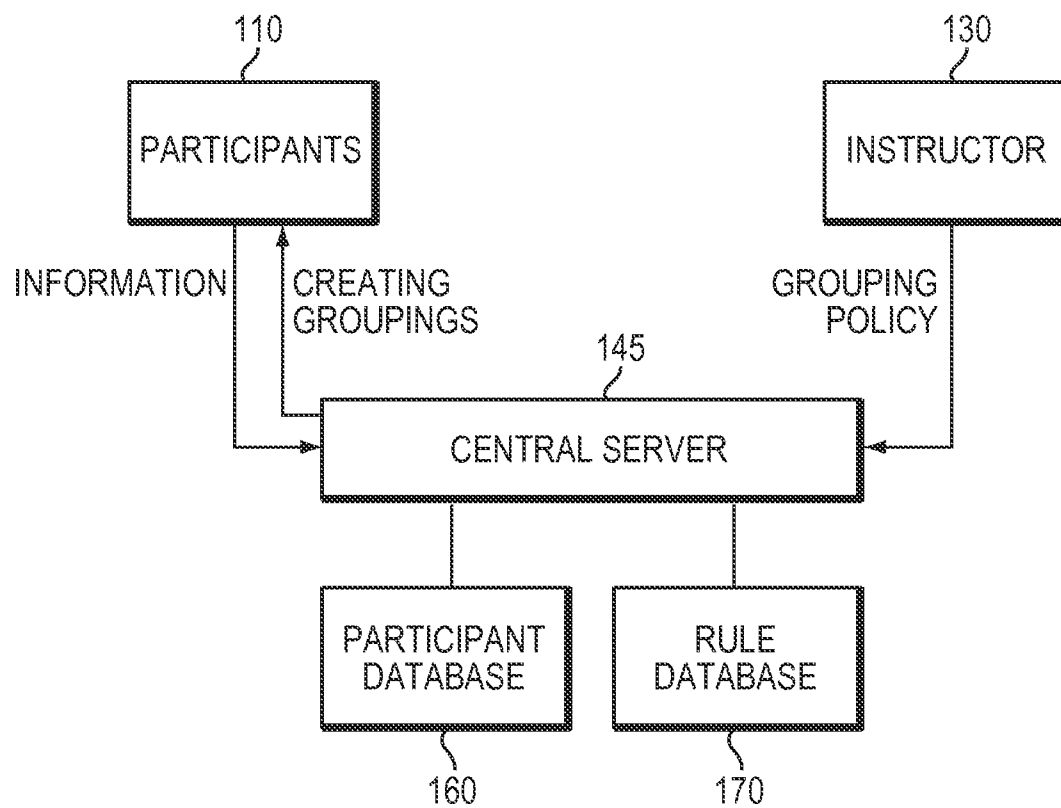 110
130
PARTICIPANTS
INSTRUCTOR
INFORMATION
CREATING
GROUPINGS
GROUPING
POLICY
145
CENTRAL SERVER
PARTICIPANT
DATABASE
RULE
DATABASE
160
170